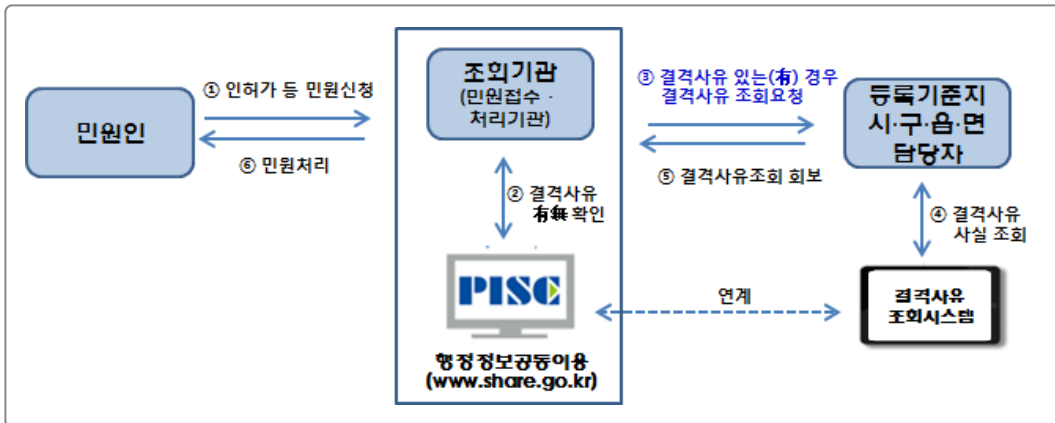 ① 인허가 등 민원신청
민원인
⑥ 민원처리
조회기관
(민원접수 ·
처리기관)
② 결격사유
有無 확인
PISC
행정정보공동이용
(www.share.go.kr)
③ 결격사유 있는(有) 경우
결격사유 조회요청
⑤ 결격사유조회 회보
등록기준지
시·구·읍·면
담당자
④ 결격사유
사실 조회
연계
결격사유
조회시스템